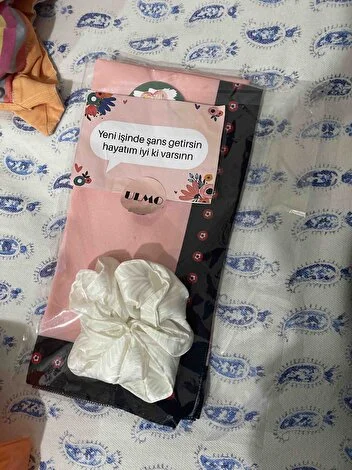 Yeni işinde şans getirsin
hayatım iyi ki varsınn
ULMO